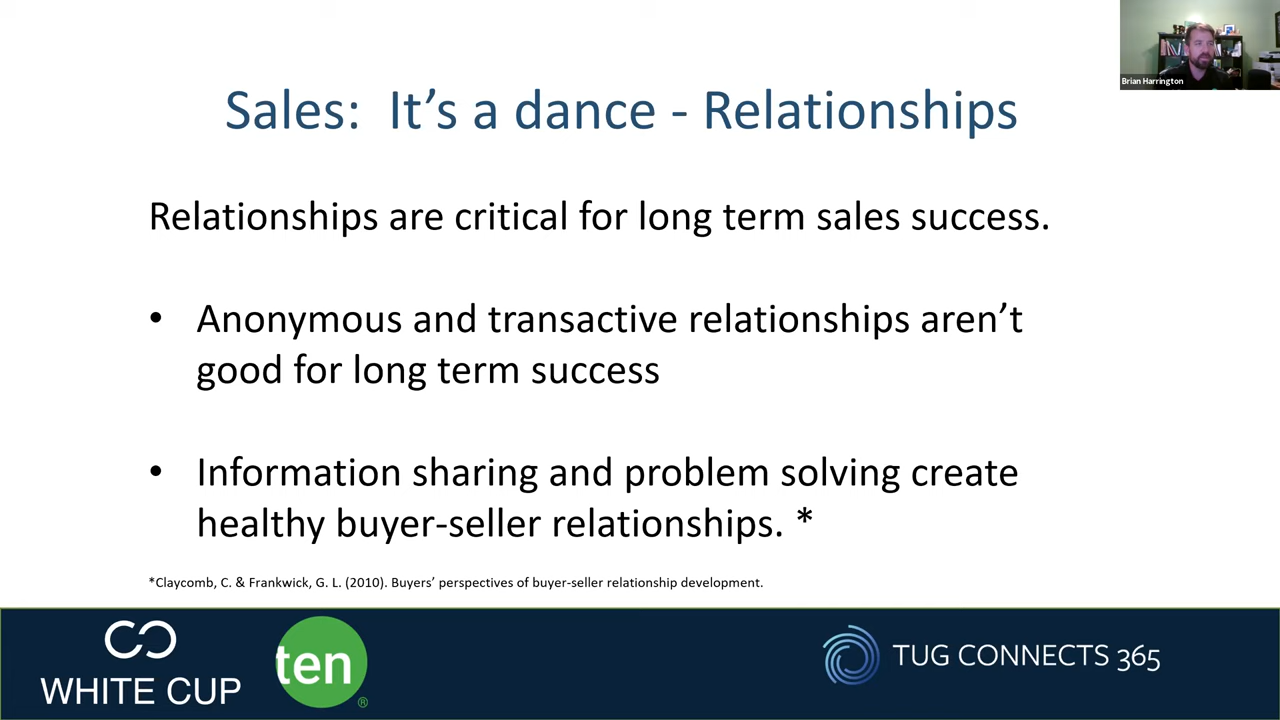 Brian Harrington
Sales:  It's a dance - Relationships
Relationships are critical for long term sales success.
• Anonymous and transactive relationships aren't
good for long term success
• Information sharing and problem solving create
healthy buyer-seller relationships. *
*Claycomb, C. & Frankwick, G. L. (2010). Buyers' perspectives of buyer-seller relationship development.
WHITE CUP
ten®
TUG CONNECTS 365